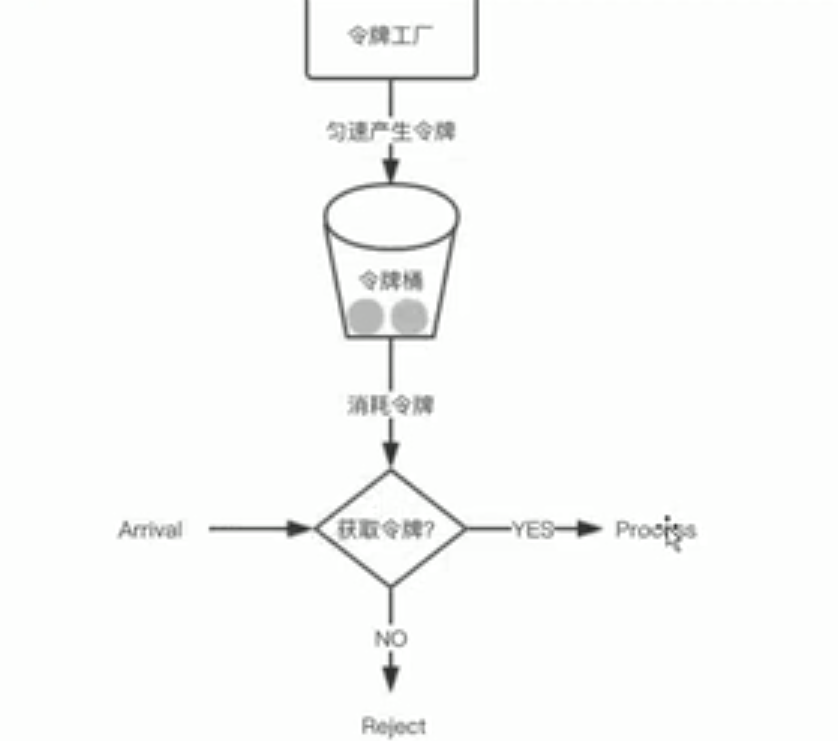 令牌工厂
匀速产生令牌
令牌桶
消耗令牌
Arrival
获取令牌?
YES
Process
NO
Reject